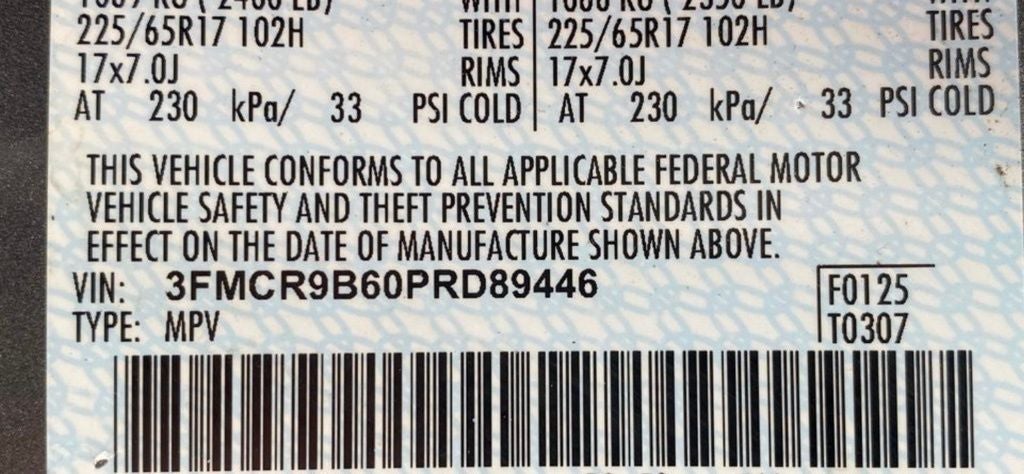 WITH WITH
225/65R17 102H TIRES 225/65R17 102H TIRES
17x7.0J RIMS 17x7.0J RIMS
AT 230 kPa/ 33 PSI COLD AT 230 kPa/ 33 PSI COLD
THIS VEHICLE CONFORMS TO ALL APPLICABLE FEDERAL MOTOR
VEHICLE SAFETY AND THEFT PREVENTION STANDARDS IN
EFFECT ON THE DATE OF MANUFACTURE SHOWN ABOVE.
VIN: 3FMCR9B60PRD89446 F0125
TYPE: MPV T0307